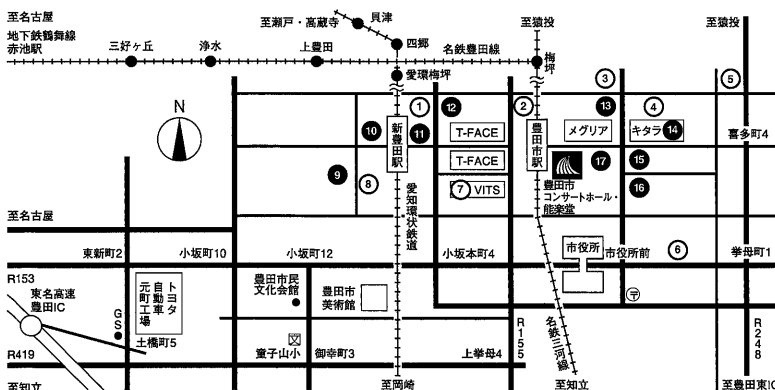 至名古屋
地下鉄鶴舞線
赤池駅
三好ヶ丘
浄水
上豊田
至瀬戸・高蔵寺
貝津
四郷
名鉄豊田線
愛環梅坪
至猿投
梅坪
至猿投
N
①
⑫
②
③
⑬
④
⑤
⑩
新豊田駅
⑪
T-FACE
豊田市駅
メグリア
キタラ
⑭
喜多町4
T-FACE
⑰
⑮
⑨
⑧
⑦
VITS
豊田市
コンサートホール・
能楽堂
⑯
愛知環状鉄道
至名古屋
東新町2
小坂町10
小坂町12
小坂本町4
市役所
市役所前
⑥
挙母町1
R153
東名高速
豊田IC
GS
トヨタ
自動車
元町工場
土橋町5
豊田市民
文化会館
豊田市
美術館
〒
R155
名鉄三河線
R248
R419
文
童子山小
御幸町3
上挙母4
至知立
至岡崎
至知立
至豊田東IC